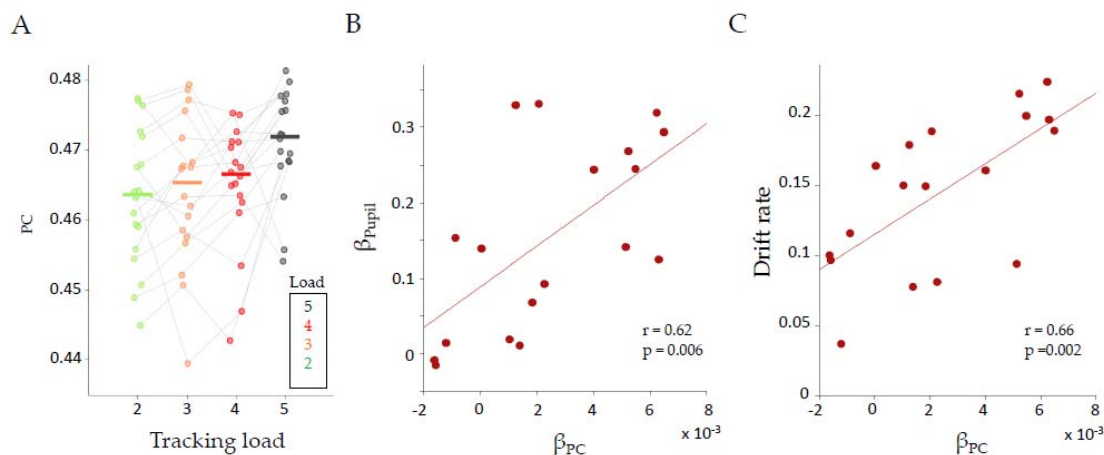 A
PC
0.48
0.47
0.46
0.45
0.44
2 3 4 5
Tracking load
Load
5
4
3
2
B
βPupil
0.3
0.2
0.1
0
-2 0 2 4 6 8
x 10-3
βPC
r = 0.62
p = 0.006
C
Drift rate
0.2
0.15
0.1
0.05
0
-2 0 2 4 6 8
x 10-3
βPC
r = 0.66
p =0.002